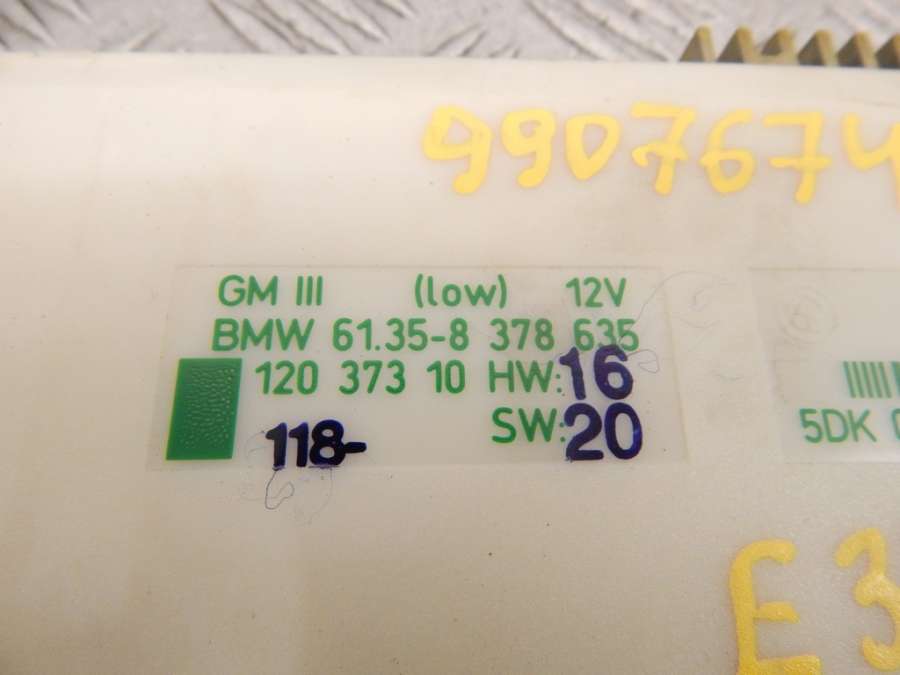 9907674
GM III (low) 12V
BMW 61.35-8 378 635
120 373 10 HW:16
SW:20
118-
5DK
E3